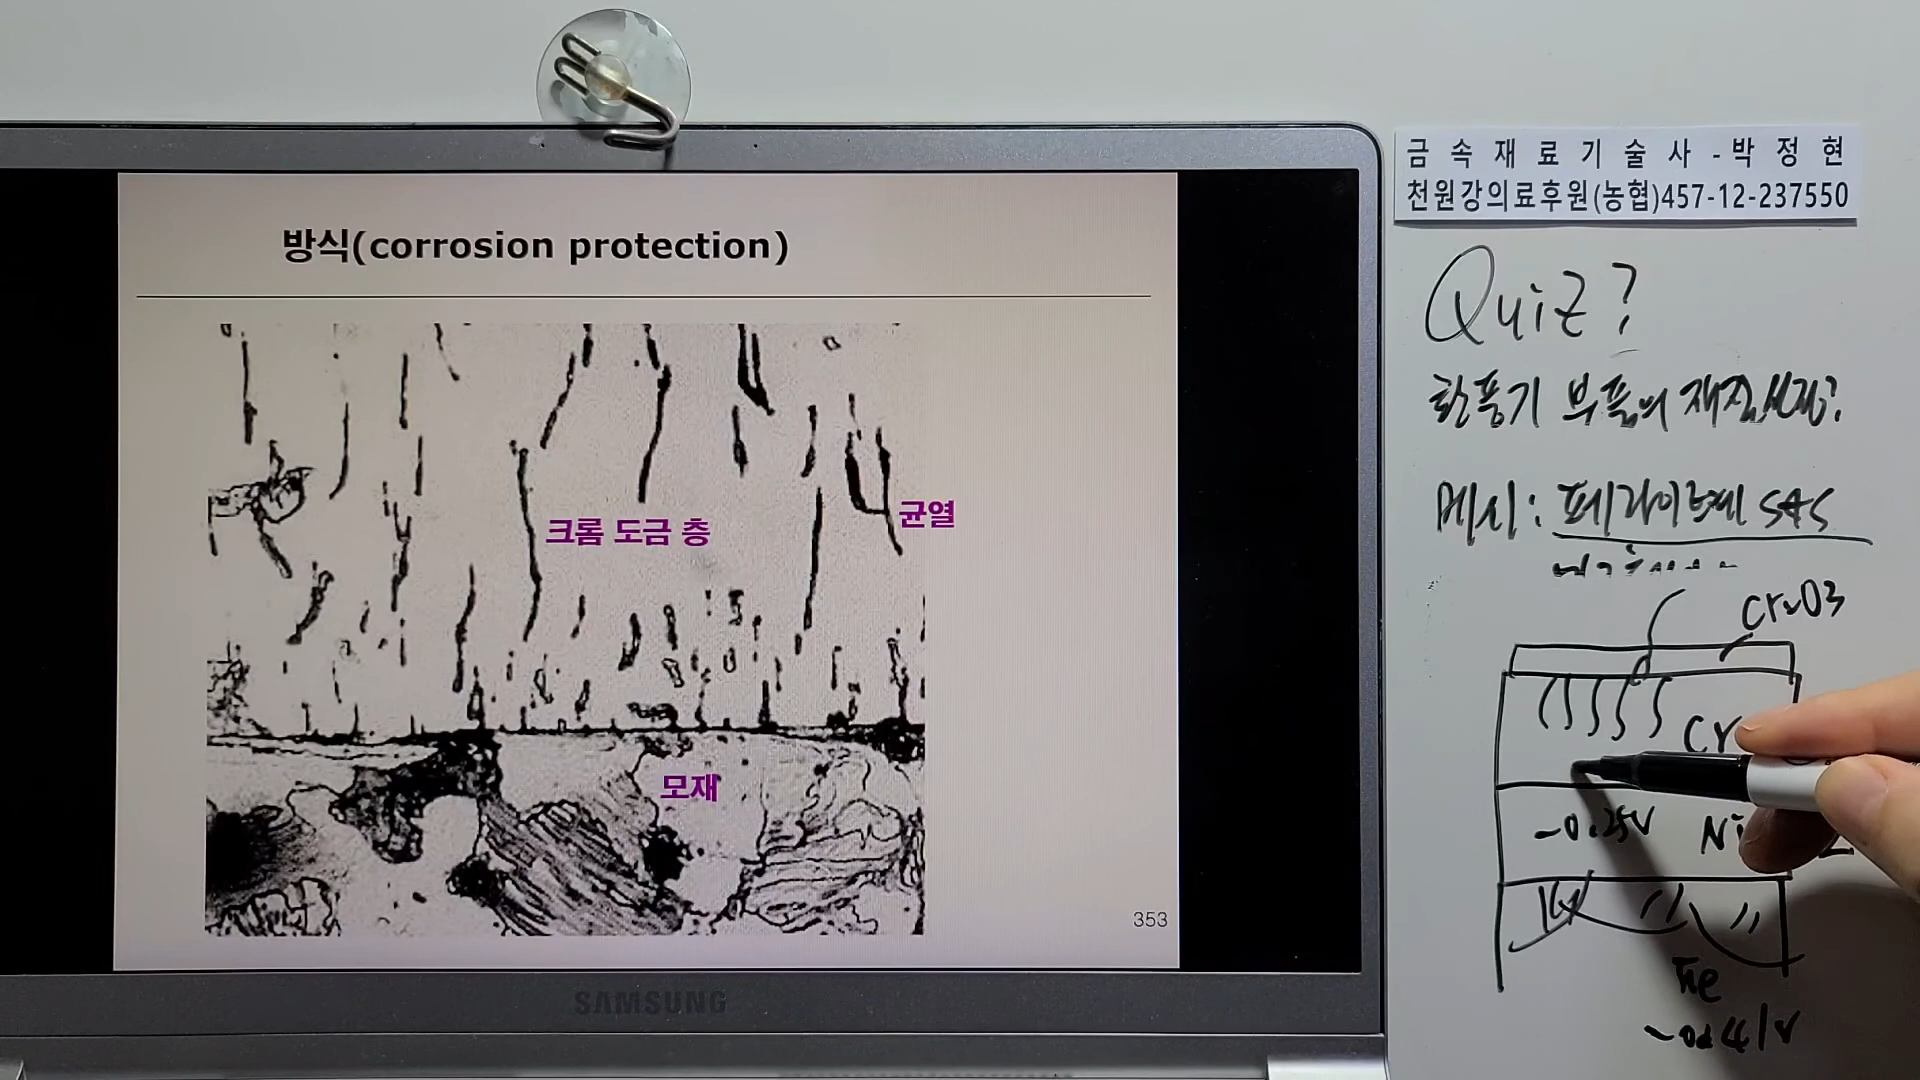 금속재료기술사-박정현
천원강의료후원(농협)457-12-237550
방식(corrosion protection)
크롬 도금 층
균열
모재
353
SAMSUNG
Quiz?
환풍기 부품의 재질선정?
메시: 페라이트계 STS
Cr2O3
Cr
-0.25V Ni
Fe
-0.44/V